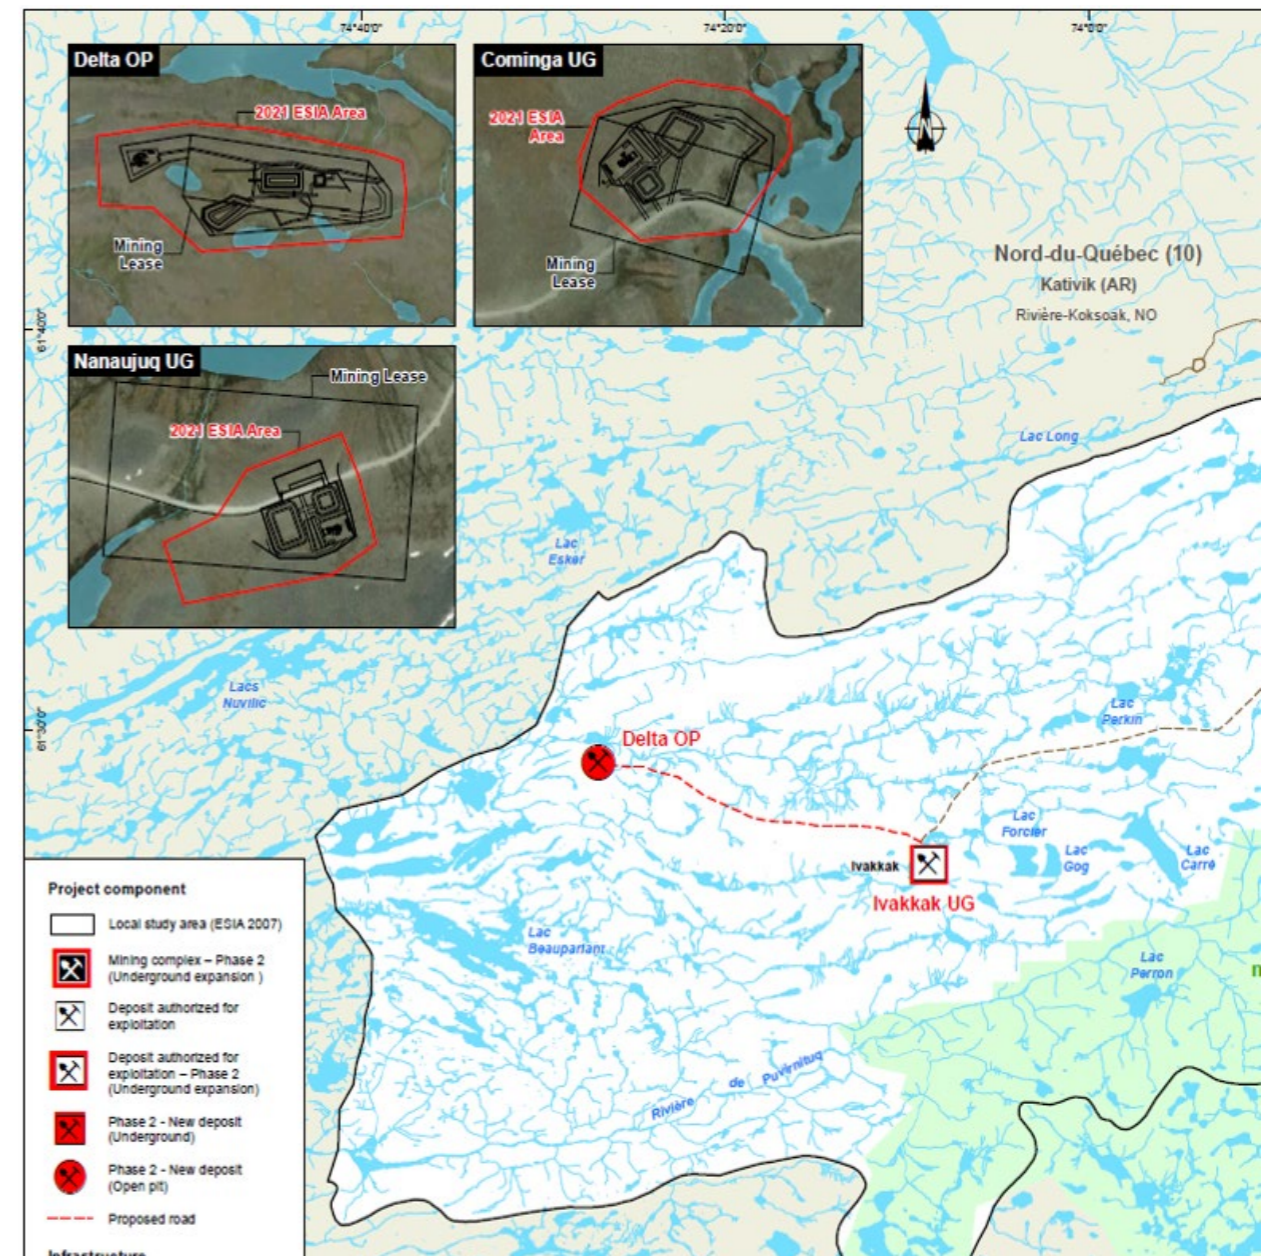 74°40'0"
74°20'0"
74°0'0"
Delta OP
2021 ESIA Area
Mining
Lease
Cominga UG
2021 ESIA
Area
Mining
Lease
Nord-du-Québec (10)
Kativik (AR)
Rivière-Koksoak, NO
61°40'0"
Nanaujuq UG
Mining Lease
2021 ESIA Area
Lac Long
Lac
Esker
Lacs
Nuvilic
Lac
Perkin
61°30'0"
Delta OP
Lac
Forcier
Lac
Gog
Lac
Carré
Ivakkak
Ivakkak UG
Lac
Beauparlant
Lac
Perron
Rivière de Puvirnituq
Project component
Local study area (ESIA 2007)
Mining complex – Phase 2
(Underground expansion )
Deposit authorized for
exploitation
Deposit authorized for
exploitation – Phase 2
(Underground expansion)
Phase 2 - New deposit
(Underground)
Phase 2 - New deposit
(Open pit)
Proposed road
Infrastructure